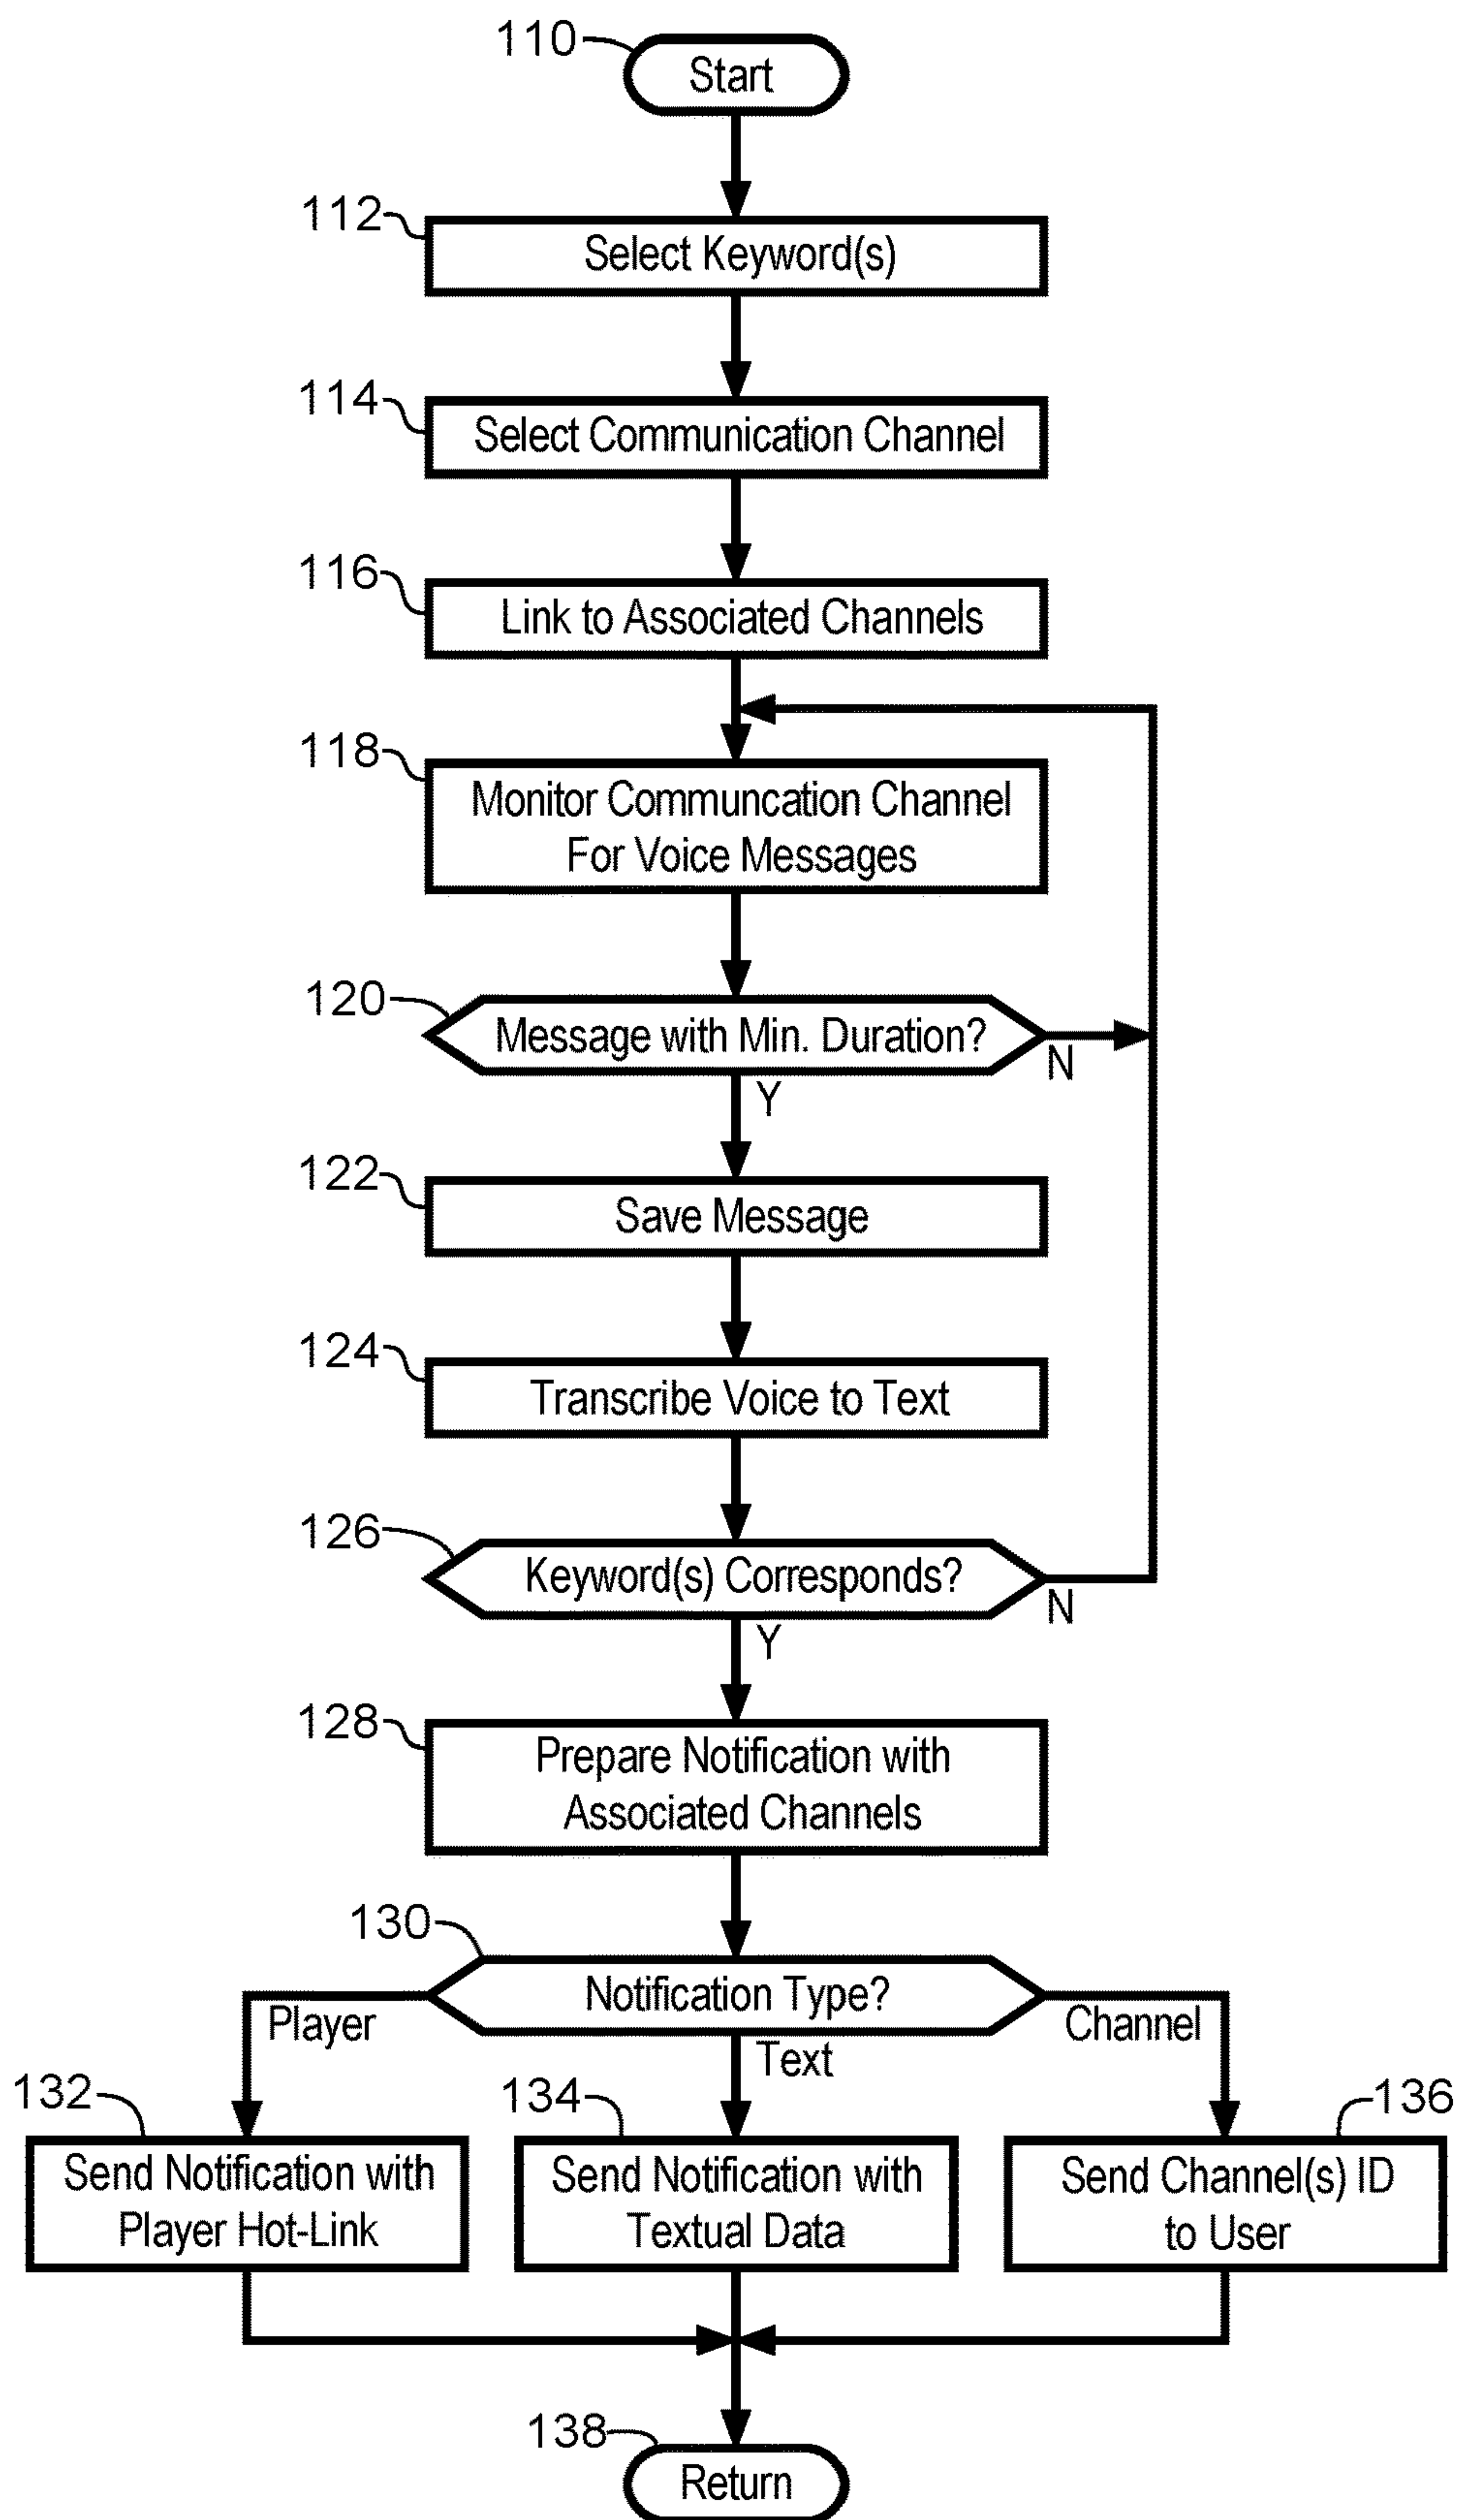 110
Start
112
Select Keyword(s)
114
Select Communication Channel
116
Link to Associated Channels
118
Monitor Communcation Channel
For Voice Messages
120
Message with Min. Duration?
N
Y
122
Save Message
124
Transcribe Voice to Text
126
Keyword(s) Corresponds?
N
Y
128
Prepare Notification with
Associated Channels
130
Notification Type?
Player
Text
Channel
132
Send Notification with
Player Hot-Link
134
Send Notification with
Textual Data
136
Send Channel(s) ID
to User
138
Return